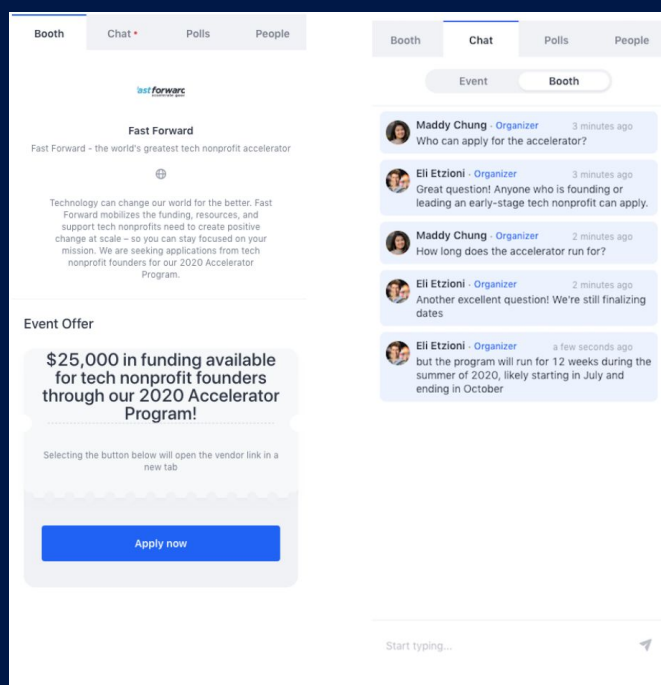 Booth Chat Polls People
ast forward
Fast Forward
Fast Forward - the world's greatest tech nonprofit accelerator
Technology can change our world for the better. Fast
Forward mobilizes the funding, resources, and
support tech nonprofits need to create positive
change at scale – so you can stay focused on your
mission. We are seeking applications from tech
nonprofit founders for our 2020 Accelerator
Program.
Event Offer
$25,000 in funding available
for tech nonprofit founders
through our 2020 Accelerator
Program!
Selecting the button below will open the vendor link in a
new tab
Apply now
Booth Chat Polls People
Event Booth
Maddy Chung · Organizer 3 minutes ago
Who can apply for the accelerator?
Eli Etzioni · Organizer 3 minutes ago
Great question! Anyone who is founding or
leading an early-stage tech nonprofit can apply.
Maddy Chung · Organizer 2 minutes ago
How long does the accelerator run for?
Eli Etzioni · Organizer 2 minutes ago
Another excellent question! We're still finalizing
dates
Eli Etzioni · Organizer a few seconds ago
but the program will run for 12 weeks during the
summer of 2020, likely starting in July and
ending in October
Start typing...